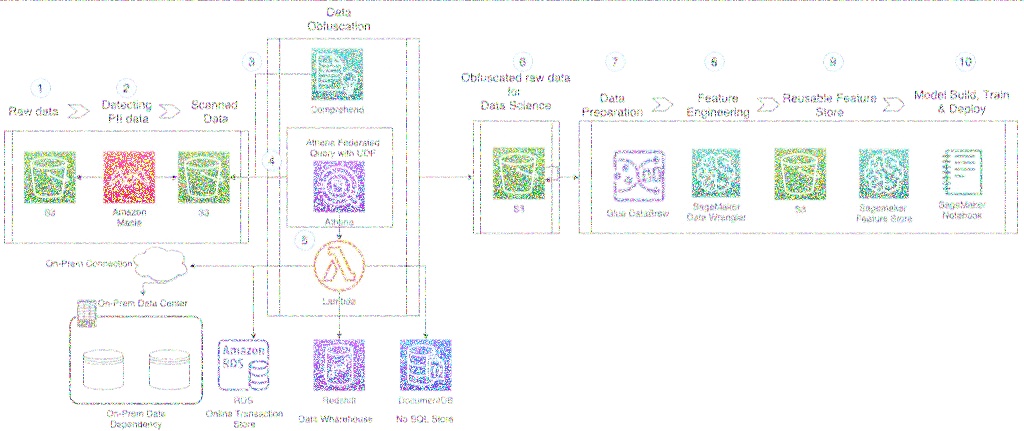 Data
Obfuscation
1
2
3
6
7
8
9
10
Raw data
Detecting
PII data
Scanned
Data
Obfuscated raw data
for
Data Science
Data
Preparation
Feature
Engineering
Reusable Feature
Store
Model Build, Train
& Deploy
Comprehend
4
Athena Federated
Query with UDF
S3
Amazon
Macie
S3
Athena
S3
Glue DataBrew
SageMaker
Data Wrangler
S3
Sagemaker
Feature Store
SageMaker
Notebook
5
Lambda
On-Prem Connection
On-Prem Data Center
Amazon
RDS
On-Prem Data
Dependency
RDS
Online Transaction
Store
Redshift
Dart Wharehouse
DocumentDB
No SQL Store